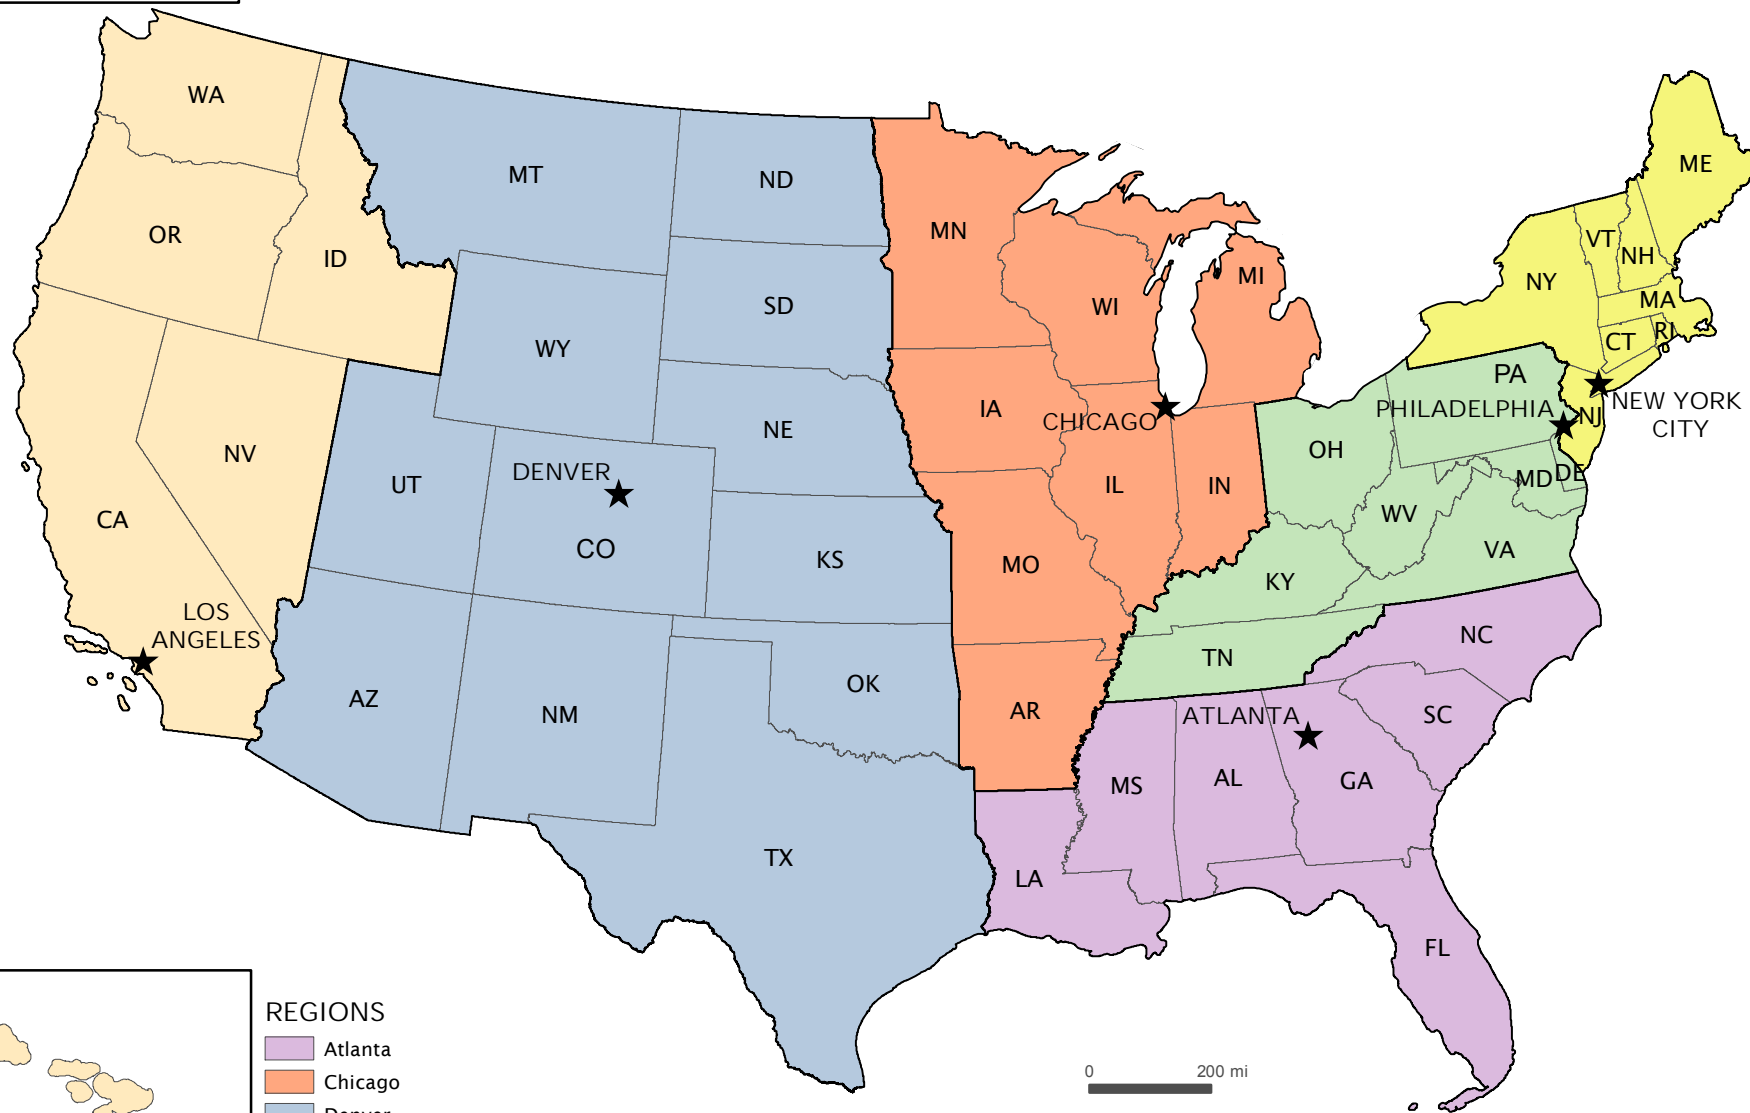 WA
OR
ID
MT
ND
MN
ME
VT
NH
NY
MA
CT
RI
SD
WI
MI
WY
IA
CHICAGO
PA
PHILADELPHIA
NJ
NEW YORK
CITY
NE
NV
UT
DENVER
CO
IL
IN
OH
MD
DE
WV
VA
CA
KS
MO
KY
LOS
ANGELES
NC
TN
AZ
NM
OK
AR
ATLANTA
SC
MS
AL
GA
TX
LA
FL
REGIONS
Atlanta
Chicago
Denver
0 200 mi